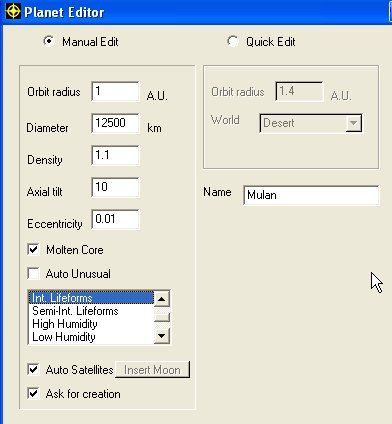 Planet Editor
Manual Edit
Quick Edit
Orbit radius 1 A.U.
Diameter 12500 km
Density 1.1
Axial tilt 10
Eccentricity 0.01
Molten Core
Auto Unusual
Int. Lifeforms
Semi-Int. Lifeforms
High Humidity
Low Humidity
Auto Satellites Insert Moon
Ask for creation
Orbit radius 1.4 A.U.
World Desert
Name Mulan